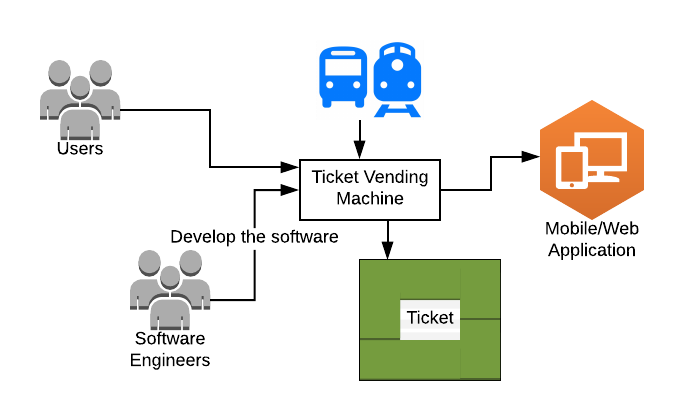 Users
Ticket Vending
Machine
Develop the software
Mobile/Web
Application
Ticket
Software
Engineers